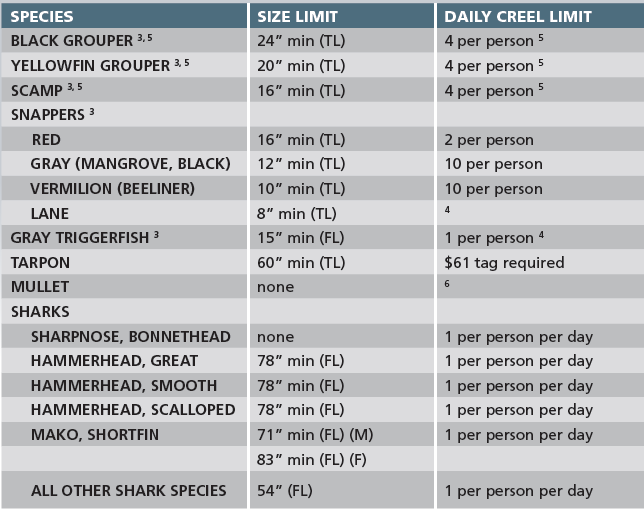 SPECIES SIZE LIMIT DAILY CREEL LIMIT
BLACK GROUPER 3, 5 24" min (TL) 4 per person 5
YELLOWFIN GROUPER 3, 5 20" min (TL) 4 per person 5
SCAMP 3, 5 16" min (TL) 4 per person 5
SNAPPERS 3
RED 16" min (TL) 2 per person
GRAY (MANGROVE, BLACK) 12" min (TL) 10 per person
VERMILION (BEELINER) 10" min (TL) 10 per person
LANE 8" min (TL) 4
GRAY TRIGGERFISH 3 15" min (FL) 1 per person 4
TARPON 60" min (TL) $61 tag required
MULLET none 6
SHARKS
SHARPNOSE, BONNETHEAD none 1 per person per day
HAMMERHEAD, GREAT 78" min (FL) 1 per person per day
HAMMERHEAD, SMOOTH 78" min (FL) 1 per person per day
HAMMERHEAD, SCALLOPED 78" min (FL) 1 per person per day
MAKO, SHORTFIN 71" min (FL) (M) 1 per person per day
83" min (FL) (F)
ALL OTHER SHARK SPECIES 54" (FL) 1 per person per day